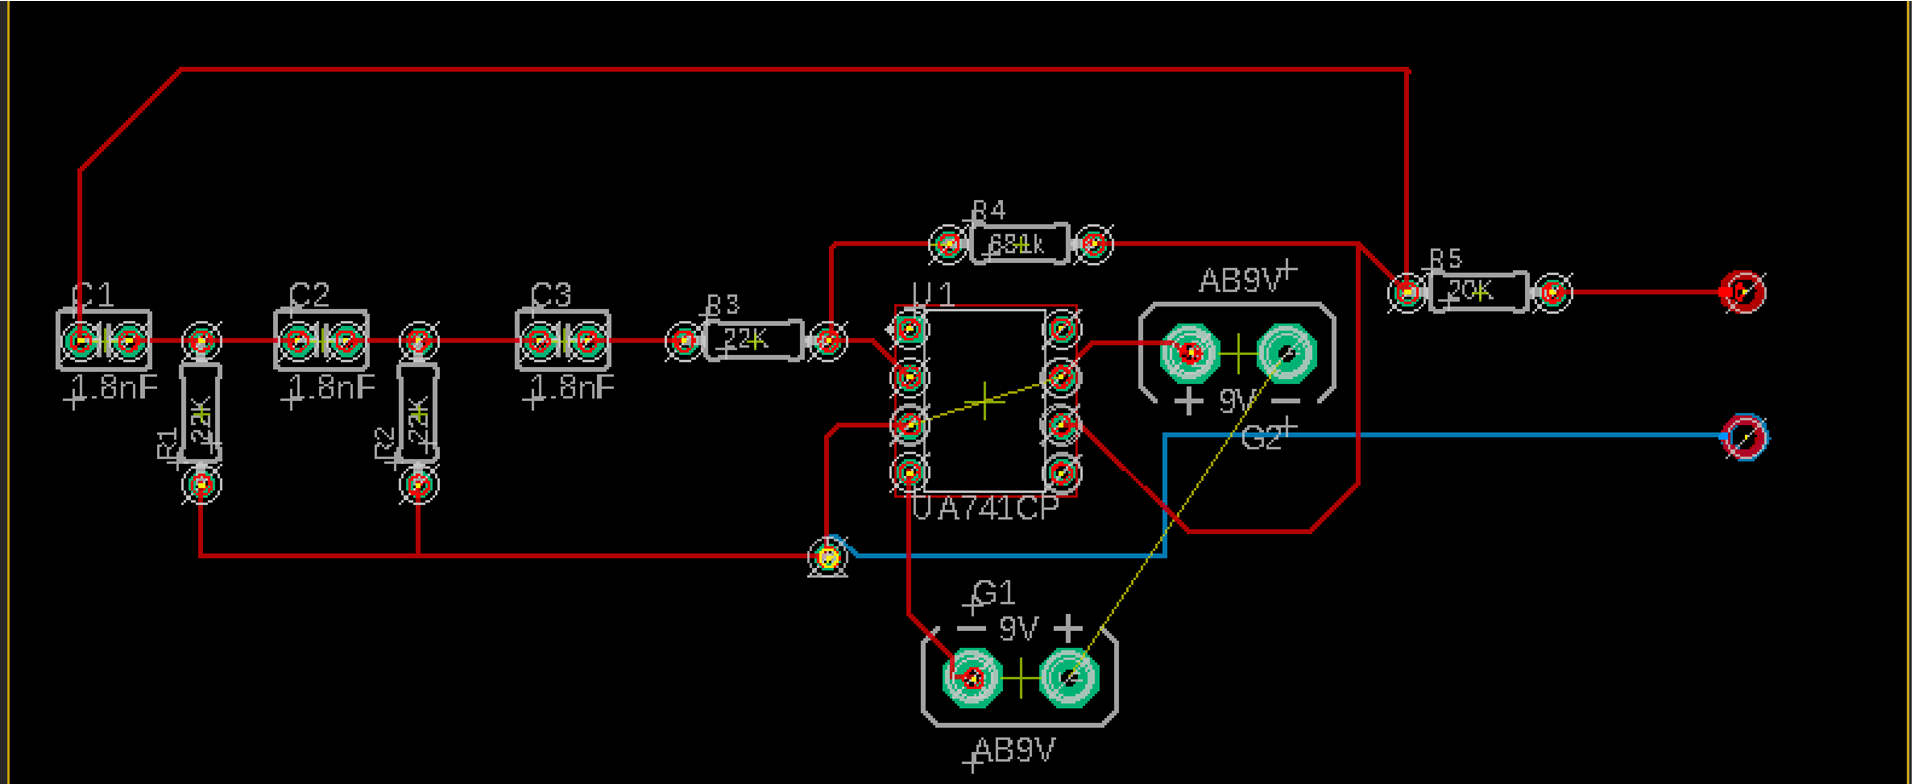 R4
681k
R5
20K
AB9V
C1
C2
C3
R3
22K
U1
1.8nF
1.8nF
1.8nF
+ 9V −
G2
R1
22K
R2
22K
UA741CP
G1
− 9V +
AB9V